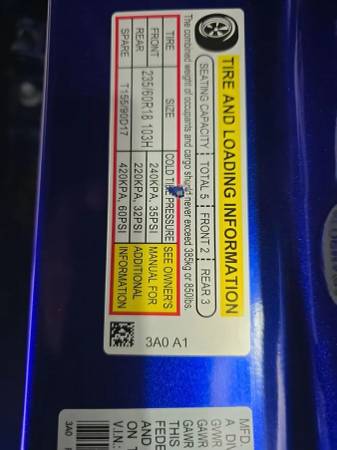 TIRE AND LOADING INFORMATION
SEATING CAPACITY TOTAL 5 FRONT 2 REAR 3
The combined weight of occupants and cargo should never exceed 385kg or 850lbs.
TIRE SIZE COLD TIRE PRESSURE SEE OWNER'S
FRONT 235/60R18 103H 240KPA, 35PSI MANUAL FOR
REAR 220KPA, 32PSI ADDITIONAL
SPARE T155/90D17 420KPA, 60PSI INFORMATION
3A0 A1
MFD.
A DIV
GVWR
GAWR
GAWR
THIS
FEDE
AND
ON T
V.I.N.:
3A0